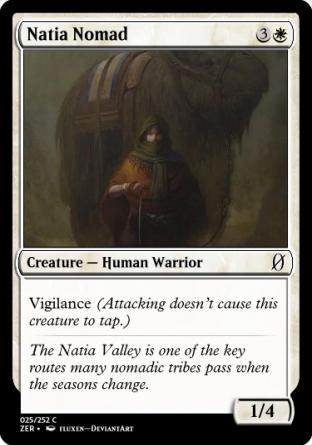 Natia Nomad 3
Creature — Human Warrior
Vigilance (Attacking doesn't cause this
creature to tap.)
The Natia Valley is one of the key
routes many nomadic tribes pass when
the seasons change.
1/4
025/252 C
ZER • FLUXEN—DEVIANTART